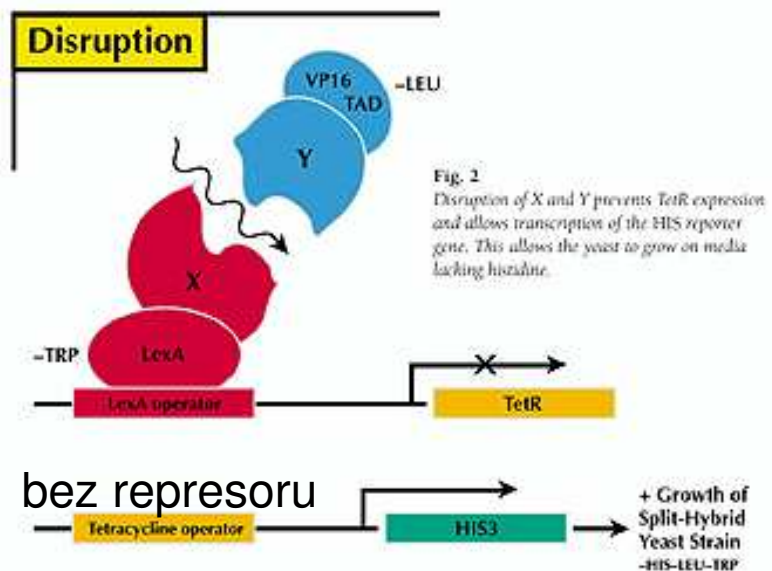 Disruption
VP16
TAD
–LEU
Y
Fig. 2
Disruption of X and Y prevents TetR expression
and allows transcription of the HIS reporter
gene. This allows the yeast to grow on media
lacking histidine.
X
–TRP
LexA
LexA operator
TetR
bez represoru
Tetracycline operator
HIS3
+ Growth of
Split-Hybrid
Yeast Strain
–HIS–LEU–TRP